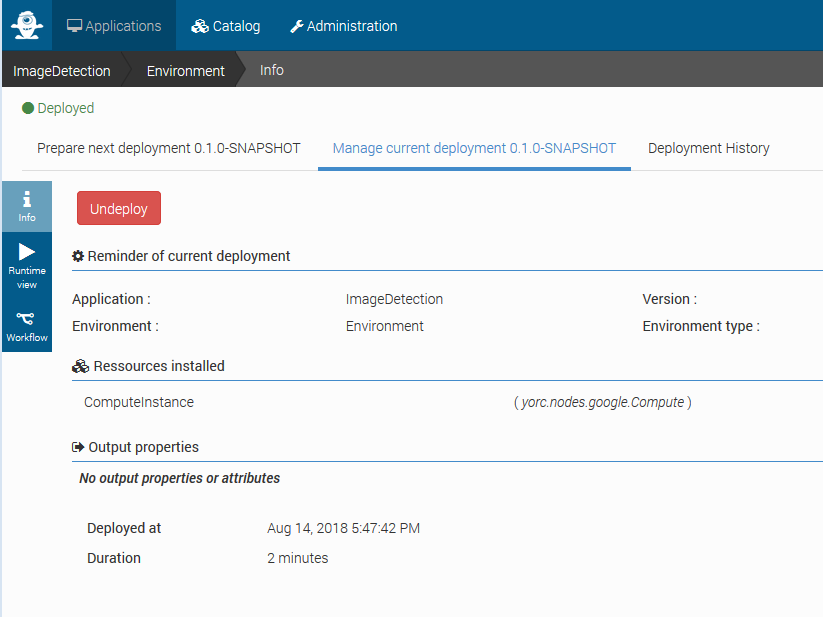 Applications Catalog Administration
ImageDetection Environment Info
Deployed
Prepare next deployment 0.1.0-SNAPSHOT Manage current deployment 0.1.0-SNAPSHOT Deployment History
Info
Undeploy
Runtime
view
Workflow
Reminder of current deployment
Application : ImageDetection Version :
Environment : Environment Environment type :
Ressources installed
ComputeInstance ( yorc.nodes.google.Compute )
Output properties
No output properties or attributes
Deployed at Aug 14, 2018 5:47:42 PM
Duration 2 minutes